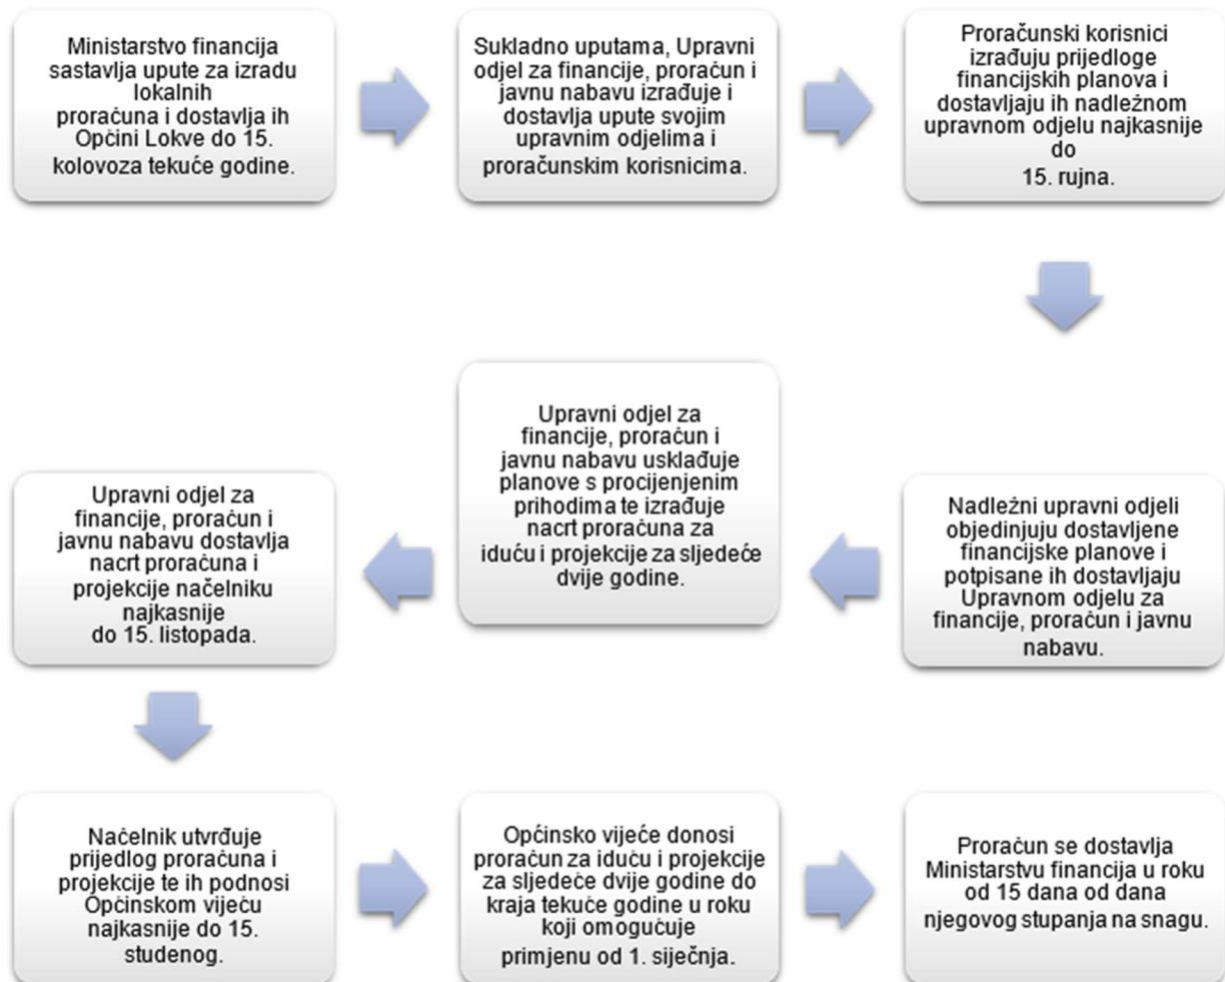 Ministarstvo financija
sastavlja upute za izradu
lokalnih
proračuna i dostavlja ih
Općini Lokve do 15.
kolovoza tekuće godine.
Sukladno uputama, Upravni
odjel za financije, proračun i
javnu nabavu izrađuje i
dostavlja upute svojim
upravnim odjelima i
proračunskim korisnicima.
Proračunski korisnici
izrađuju prijedloge
financijskih planova i
dostavljaju ih nadležnom
upravnom odjelu najkasnije
do
15. rujna.
Nadležni upravni odjeli
objedinjuju dostavljene
financijske planove i
potpisane ih dostavljaju
Upravnom odjelu za
financije, proračun i javnu
nabavu.
Upravni odjel za
financije, proračun i
javnu nabavu usklađuje
planove s procijenjenim
prihodima te izrađuje
nacrt proračuna za
iduću i projekcije za sljedeće
dvije godine.
Upravni odjel za
financije, proračun i
javnu nabavu dostavlja
nacrt proračuna i
projekcije načelniku
najkasnije
do 15. listopada.
Načelnik utvrđuje
prijedlog proračuna i
projekcije te ih podnosi
Općinskom vijeću
najkasnije do 15.
studenog.
Općinsko vijeće donosi
proračun za iduću i projekcije
za sljedeće dvije godine do
kraja tekuće godine u roku
koji omogućuje
primjenu od 1. siječnja.
Proračun se dostavlja
Ministarstvu financija u roku
od 15 dana od dana
njegovog stupanja na snagu.